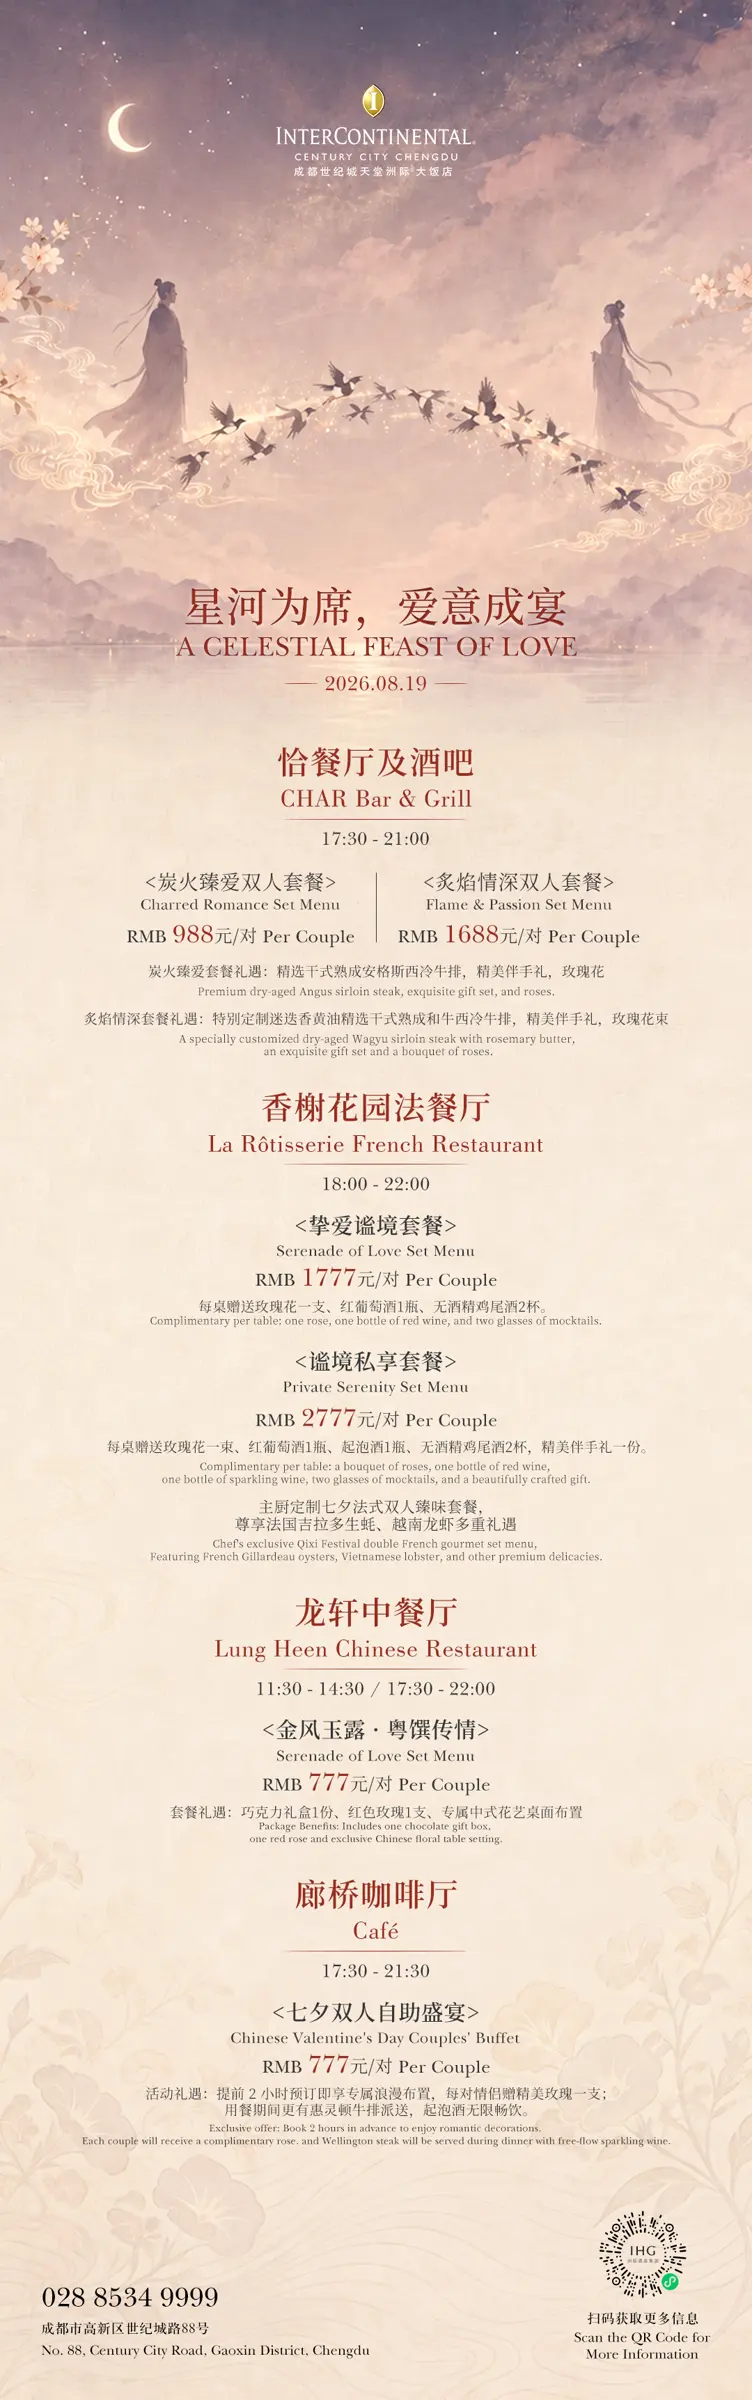 INTERCONTINENTAL
CENTURY CITY CHENGDU
成都世纪城天堂洲际大饭店
星河为席，爱意成宴
A CELESTIAL FEAST OF LOVE
2026.08.19
恰餐厅及酒吧
CHAR Bar & Grill
17:30 - 21:00
<炭火臻爱双人套餐>
Charred Romance Set Menu
RMB 988元/对 Per Couple
<炙焰情深双人套餐>
Flame & Passion Set Menu
RMB 1688元/对 Per Couple
炭火臻爱套餐礼遇：精选干式熟成安格斯西冷牛排，精美伴手礼，玫瑰花
Premium dry-aged Angus sirloin steak, exquisite gift set, and roses.
炙焰情深套餐礼遇：特别定制迷迭香黄油精选干式熟成和牛西冷牛排，精美伴手礼，玫瑰花束
A specially customized dry-aged Wagyu sirloin steak with rosemary butter,
an exquisite gift set and a bouquet of roses.
香榭花园法餐厅
La Rôtisserie French Restaurant
18:00 - 22:00
<挚爱谧境套餐>
Serenade of Love Set Menu
RMB 1777元/对 Per Couple
每桌赠送玫瑰花一支、红葡萄酒1瓶、无酒精鸡尾酒2杯。
Complimentary per table: one rose, one bottle of red wine, and two glasses of mocktails.
<谧境私享套餐>
Private Serenity Set Menu
RMB 2777元/对 Per Couple
每桌赠送玫瑰花一束、红葡萄酒1瓶、起泡酒1瓶、无酒精鸡尾酒2杯，精美伴手礼一份。
Complimentary per table: a bouquet of roses, one bottle of red wine,
one bottle of sparkling wine, two glasses of mocktails, and a beautifully crafted gift.
主厨定制七夕法式双人臻味套餐，
尊享法国吉拉多生蚝、越南龙虾多重礼遇
Chef's exclusive Qixi Festival double French gourmet set menu,
Featuring French Gillardeau oysters, Vietnamese lobster, and other premium delicacies.
龙轩中餐厅
Lung Heen Chinese Restaurant
11:30 - 14:30 / 17:30 - 22:00
<金风玉露·粤馔传情>
Serenade of Love Set Menu
RMB 777元/对 Per Couple
套餐礼遇：巧克力礼盒1份、红色玫瑰1支、专属中式花艺桌面布置
Package Benefits: Includes one chocolate gift box,
one red rose and exclusive Chinese floral table setting.
廊桥咖啡厅
Café
17:30 - 21:30
<七夕双人自助盛宴>
Chinese Valentine's Day Couples' Buffet
RMB 777元/对 Per Couple
活动礼遇：提前 2 小时预订即享专属浪漫布置，每对情侣赠精美玫瑰一支；
用餐期间更有惠灵顿牛排派送，起泡酒无限畅饮。
Exclusive offer: Book 2 hours in advance to enjoy romantic decorations.
Each couple will receive a complimentary rose. and Wellington steak will be served during dinner with free-flow sparkling wine.
IHG
028 8534 9999
成都市高新区世纪城路88号
No. 88, Century City Road, Gaoxin District, Chengdu
扫码获取更多信息
Scan the QR Code for
More Information